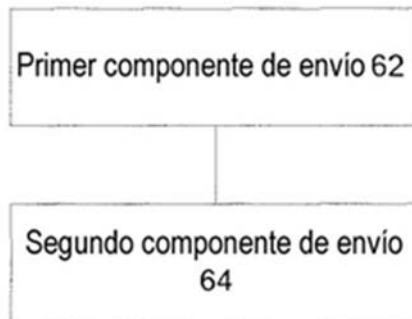 Primer componente de envío 62
Segundo componente de envío
64